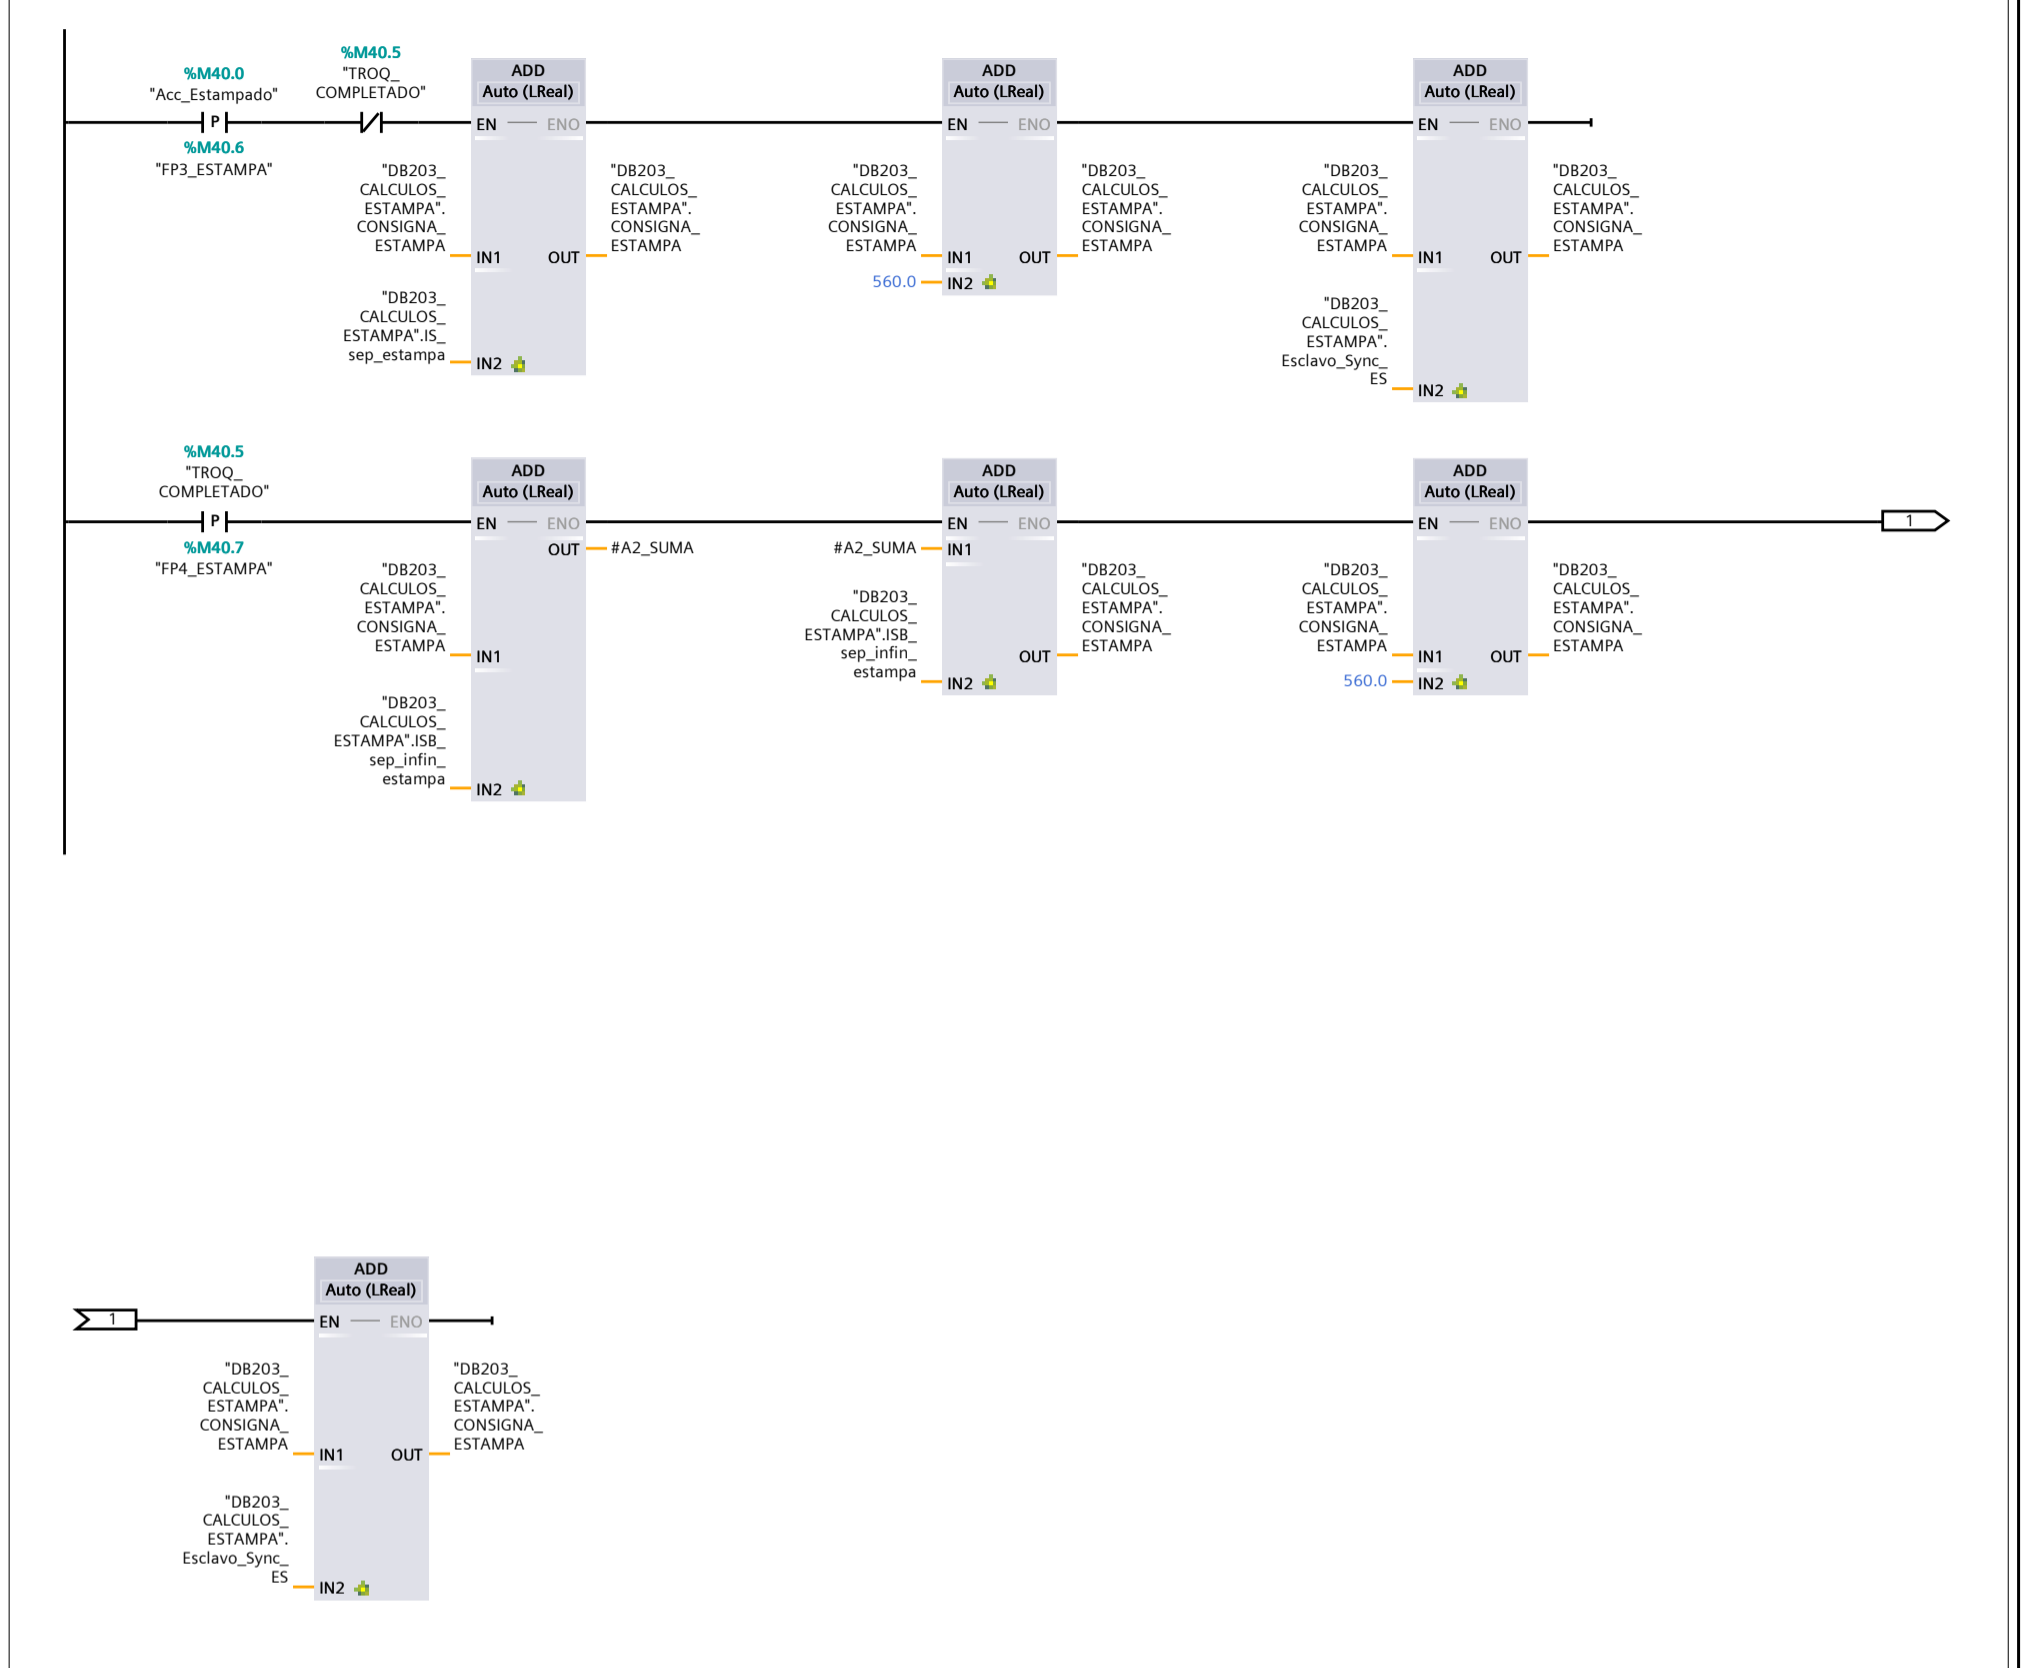 %M40.0
"Acc_Estampado"
P
%M40.6
"FP3_ESTAMPA"
%M40.5
"TROQ_
COMPLETADO"
ADD
Auto (LReal)
EN ENO
"DB203_
CALCULOS_
ESTAMPA".
CONSIGNA_
ESTAMPA
IN1
"DB203_
CALCULOS_
ESTAMPA".IS_
sep_estampa
IN2
OUT
"DB203_
CALCULOS_
ESTAMPA".
CONSIGNA_
ESTAMPA
ADD
Auto (LReal)
EN ENO
"DB203_
CALCULOS_
ESTAMPA".
CONSIGNA_
ESTAMPA
IN1
560.0
IN2
OUT
"DB203_
CALCULOS_
ESTAMPA".
CONSIGNA_
ESTAMPA
ADD
Auto (LReal)
EN ENO
"DB203_
CALCULOS_
ESTAMPA".
CONSIGNA_
ESTAMPA
IN1
"DB203_
CALCULOS_
ESTAMPA".
Esclavo_Sync_
ES
IN2
OUT
"DB203_
CALCULOS_
ESTAMPA".
CONSIGNA_
ESTAMPA
%M40.5
"TROQ_
COMPLETADO"
P
%M40.7
"FP4_ESTAMPA"
ADD
Auto (LReal)
EN ENO
OUT
#A2_SUMA
"DB203_
CALCULOS_
ESTAMPA".
CONSIGNA_
ESTAMPA
IN1
"DB203_
CALCULOS_
ESTAMPA".ISB_
sep_infin_
estampa
IN2
ADD
Auto (LReal)
EN ENO
#A2_SUMA
IN1
"DB203_
CALCULOS_
ESTAMPA".ISB_
sep_infin_
estampa
IN2
OUT
"DB203_
CALCULOS_
ESTAMPA".
CONSIGNA_
ESTAMPA
ADD
Auto (LReal)
EN ENO
"DB203_
CALCULOS_
ESTAMPA".
CONSIGNA_
ESTAMPA
IN1
560.0
IN2
OUT
"DB203_
CALCULOS_
ESTAMPA".
CONSIGNA_
ESTAMPA
1
1
ADD
Auto (LReal)
EN ENO
"DB203_
CALCULOS_
ESTAMPA".
CONSIGNA_
ESTAMPA
IN1
"DB203_
CALCULOS_
ESTAMPA".
Esclavo_Sync_
ES
IN2
OUT
"DB203_
CALCULOS_
ESTAMPA".
CONSIGNA_
ESTAMPA